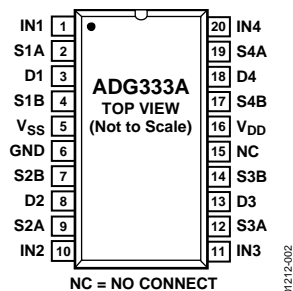 IN1 1 20 IN4
S1A 2 19 S4A
D1 3 18 D4
S1B 4 17 S4B
VSS 5 16 VDD
GND 6 15 NC
S2B 7 14 S3B
D2 8 13 D3
S2A 9 12 S3A
IN2 10 11 IN3
ADG333A
TOP VIEW
(Not to Scale)
NC = NO CONNECT
01212-002